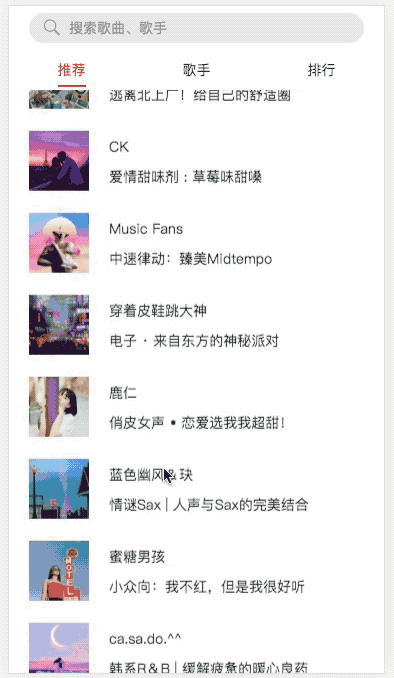 搜索歌曲、歌手
推荐 歌手 排行
逃离北上广！给自己的舒适圈
CK
爱情甜味剂：草莓味甜嗓
Music Fans
中速律动：臻美Midtempo
穿着皮鞋跳大神
电子 · 来自东方的神秘派对
鹿仁
俏皮女声 • 恋爱选我我超甜！
蓝色幽风&玦
情谜Sax | 人声与Sax的完美结合
蜜糖男孩
小众向：我不红，但是我很好听
HOTEL
ca.sa.do.^^
韩系R&B | 缓解疲惫的暖心良药